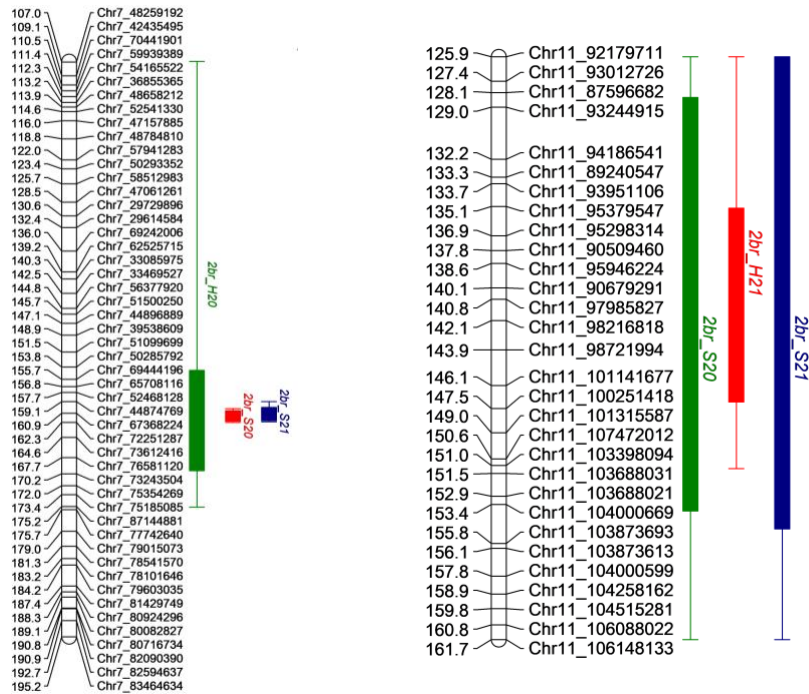 107.0 Chr7_48259192
109.1 Chr7_42435495
110.5 Chr7_70441901
111.4 Chr7_59939389
112.3 Chr7_54165522
113.2 Chr7_36855365
113.9 Chr7_48658212
114.6 Chr7_52541330
116.0 Chr7_47157885
118.8 Chr7_48784810
122.0 Chr7_57941283
123.4 Chr7_50293352
125.7 Chr7_58512983
128.5 Chr7_47061261
130.6 Chr7_29729896
132.4 Chr7_29614584
136.0 Chr7_69242006
139.2 Chr7_62525715
140.3 Chr7_33085975
142.5 Chr7_33469527
144.8 Chr7_56377920
145.7 Chr7_51500250
147.1 Chr7_44896889
148.9 Chr7_39538609
151.5 Chr7_51099699
153.8 Chr7_50285792
155.7 Chr7_69444196
156.8 Chr7_65708116
157.7 Chr7_52468128
159.1 Chr7_44874769
160.9 Chr7_67368224
162.3 Chr7_72251287
164.6 Chr7_73612416
167.7 Chr7_76581120
170.2 Chr7_73243504
172.0 Chr7_75354269
173.4 Chr7_75185085
175.2 Chr7_87144881
175.7 Chr7_77742640
179.0 Chr7_79015073
181.3 Chr7_78541570
183.2 Chr7_78101646
184.2 Chr7_79603035
187.4 Chr7_81429749
188.3 Chr7_80924296
189.1 Chr7_80082827
190.8 Chr7_80716734
190.9 Chr7_82090390
192.7 Chr7_82594637
195.2 Chr7_83464634
2br_H20
2br_S20
2br_S21
125.9 Chr11_92179711
127.4 Chr11_93012726
128.1 Chr11_87596682
129.0 Chr11_93244915
132.2 Chr11_94186541
133.3 Chr11_89240547
133.7 Chr11_93951106
135.1 Chr11_95379547
136.9 Chr11_95298314
137.8 Chr11_90509460
138.6 Chr11_95946224
140.1 Chr11_90679291
140.8 Chr11_97985827
142.1 Chr11_98216818
143.9 Chr11_98721994
146.1 Chr11_101141677
147.5 Chr11_100251418
149.0 Chr11_101315587
150.6 Chr11_107472012
151.0 Chr11_103398094
151.5 Chr11_103688031
152.9 Chr11_103688021
153.4 Chr11_104000669
155.8 Chr11_103873693
156.1 Chr11_103873613
157.8 Chr11_104000599
158.9 Chr11_104258162
159.8 Chr11_104515281
160.8 Chr11_106088022
161.7 Chr11_106148133
2br_S20
2br_H21
2br_S21